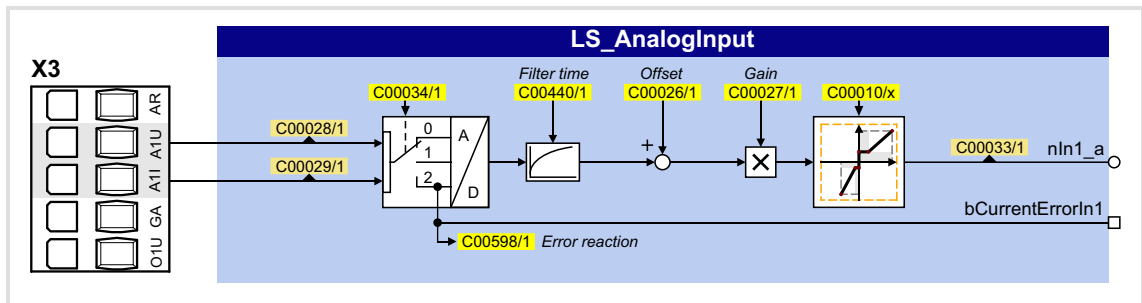 LS_AnalogInput
X3
AR
A1U
A1I
GA
O1U
Filter time
Offset
Gain
C00034/1
C00440/1
C00026/1
C00027/1
C00010/x
C00028/1
C00029/1
0
1
2
A
D
+
C00033/1
nIn1_a
bCurrentErrorIn1
C00598/1 Error reaction